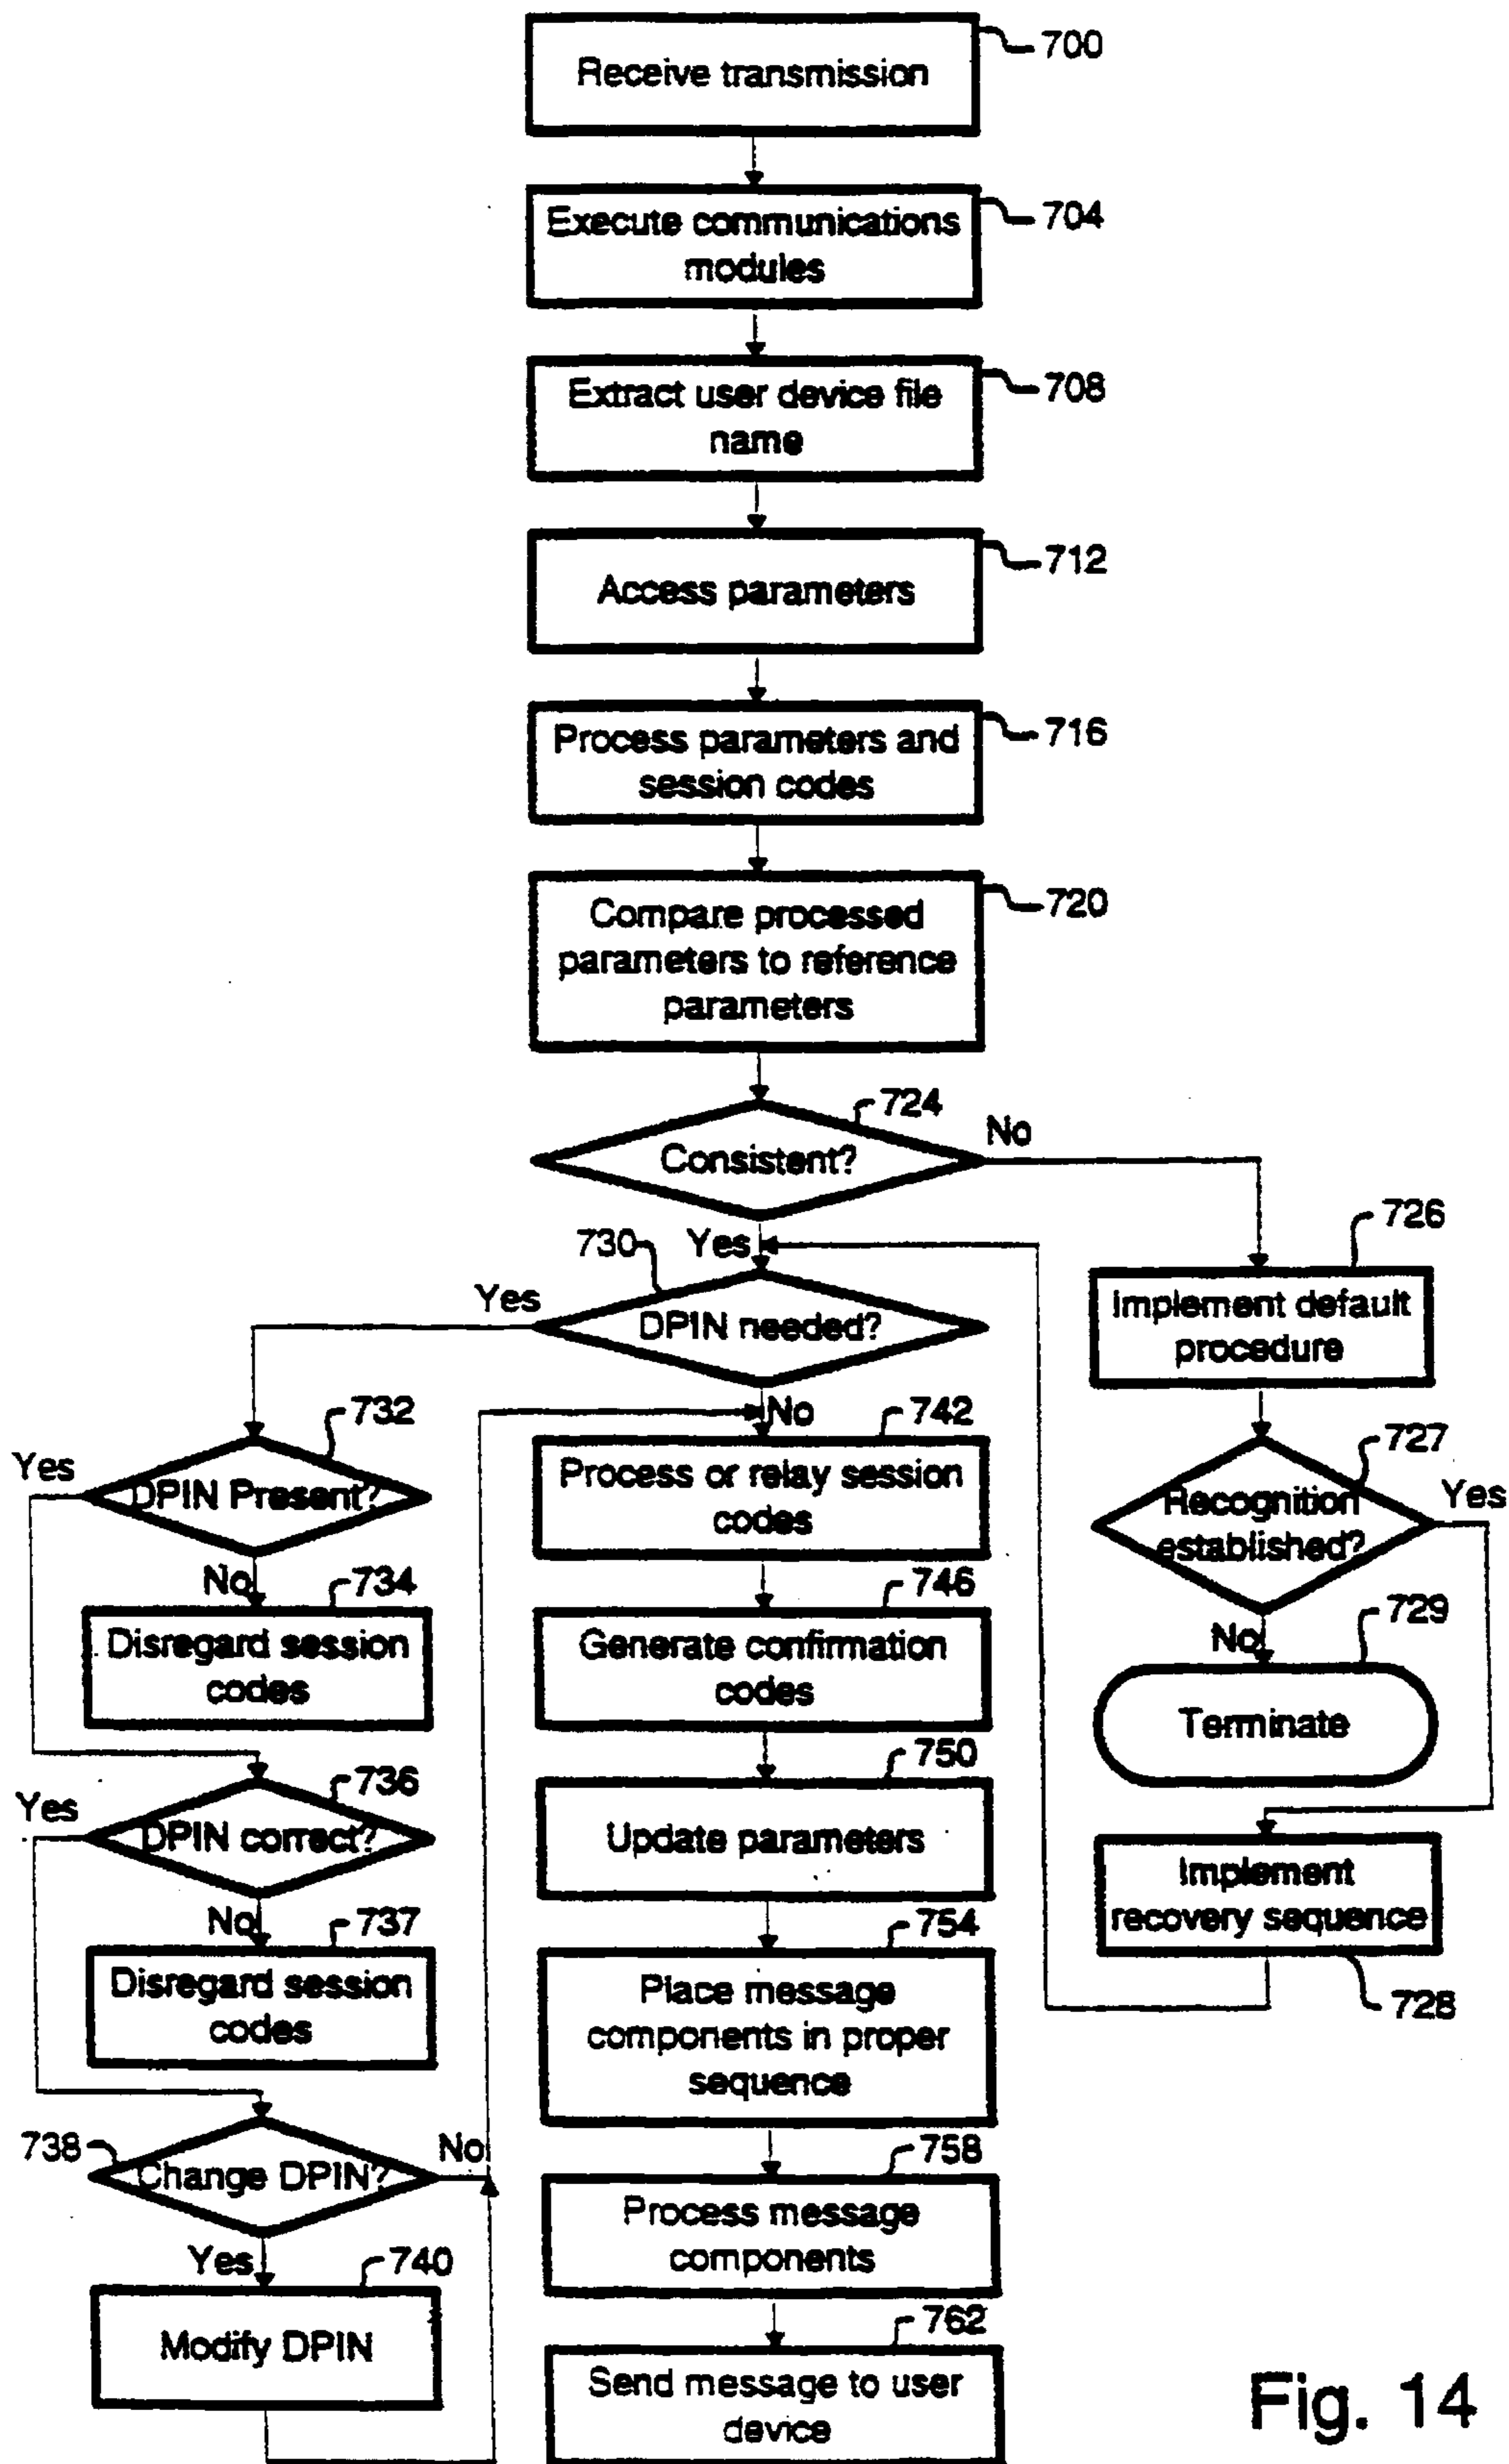 Receive transmission
700
Execute communications
modules
704
Extract user device file
name
708
Access parameters
712
Process parameters and
session codes
716
Compare processed
parameters to reference
parameters
720
Consistent?
724
No
Yes
726
Implement default
procedure
730
DPIN needed?
Yes
No
727
Recognition
established?
Yes
No
729
Terminate
Implement
recovery sequence
728
732
DPIN Present?
Yes
No
734
Disregard session
codes
736
DPIN correct?
Yes
No
737
Disregard session
codes
738
Change DPIN?
No
Yes
740
Modify DPIN
742
Process or relay session
codes
746
Generate confirmation
codes
750
Update parameters
754
Place message
components in proper
sequence
758
Process message
components
762
Send message to user
device
Fig. 14